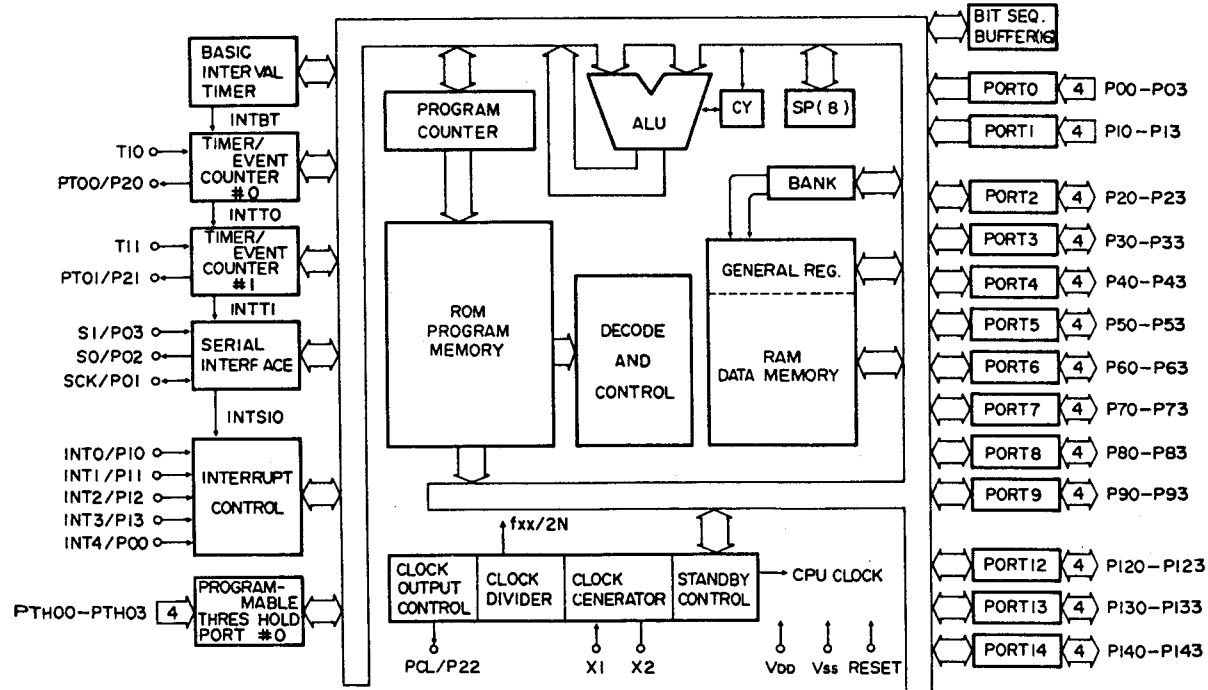 BASIC
INTERVAL
TIMER
INTBT
TIMER/
EVENT
COUNTER
#0
TI0
PTO0/P20
INTT0
TIMER/
EVENT
COUNTER
#1
TI1
PTO1/P21
INTT1
SERIAL
INTERFACE
SI/P03
SO/P02
SCK/P01
INTSIO
INTERRUPT
CONTROL
INT0/P10
INT1/P11
INT2/P12
INT3/P13
INT4/P00
PROGRAM-
MABLE
THRES HOLD
PORT #0
PTH00-PTH03
4
PROGRAM
COUNTER
ALU
CY
SP(8)
BANK
ROM
PROGRAM
MEMORY
DECODE
AND
CONTROL
GENERAL REG.
RAM
DATA MEMORY
fxx/2N
CLOCK
OUTPUT
CONTROL
CLOCK
DIVIDER
CLOCK
CENERATOR
STANDBY
CONTROL
CPU CLOCK
PCL/P22
X1
X2
VDD
VSS
RESET
BIT SEQ.
BUFFER(16)
PORT0 4 P00-P03
PORT1 4 P10-P13
PORT2 4 P20-P23
PORT3 4 P30-P33
PORT4 4 P40-P43
PORT5 4 P50-P53
PORT6 4 P60-P63
PORT7 4 P70-P73
PORT8 4 P80-P83
PORT9 4 P90-P93
PORT12 4 P120-P123
PORT13 4 P130-P133
PORT14 4 P140-P143